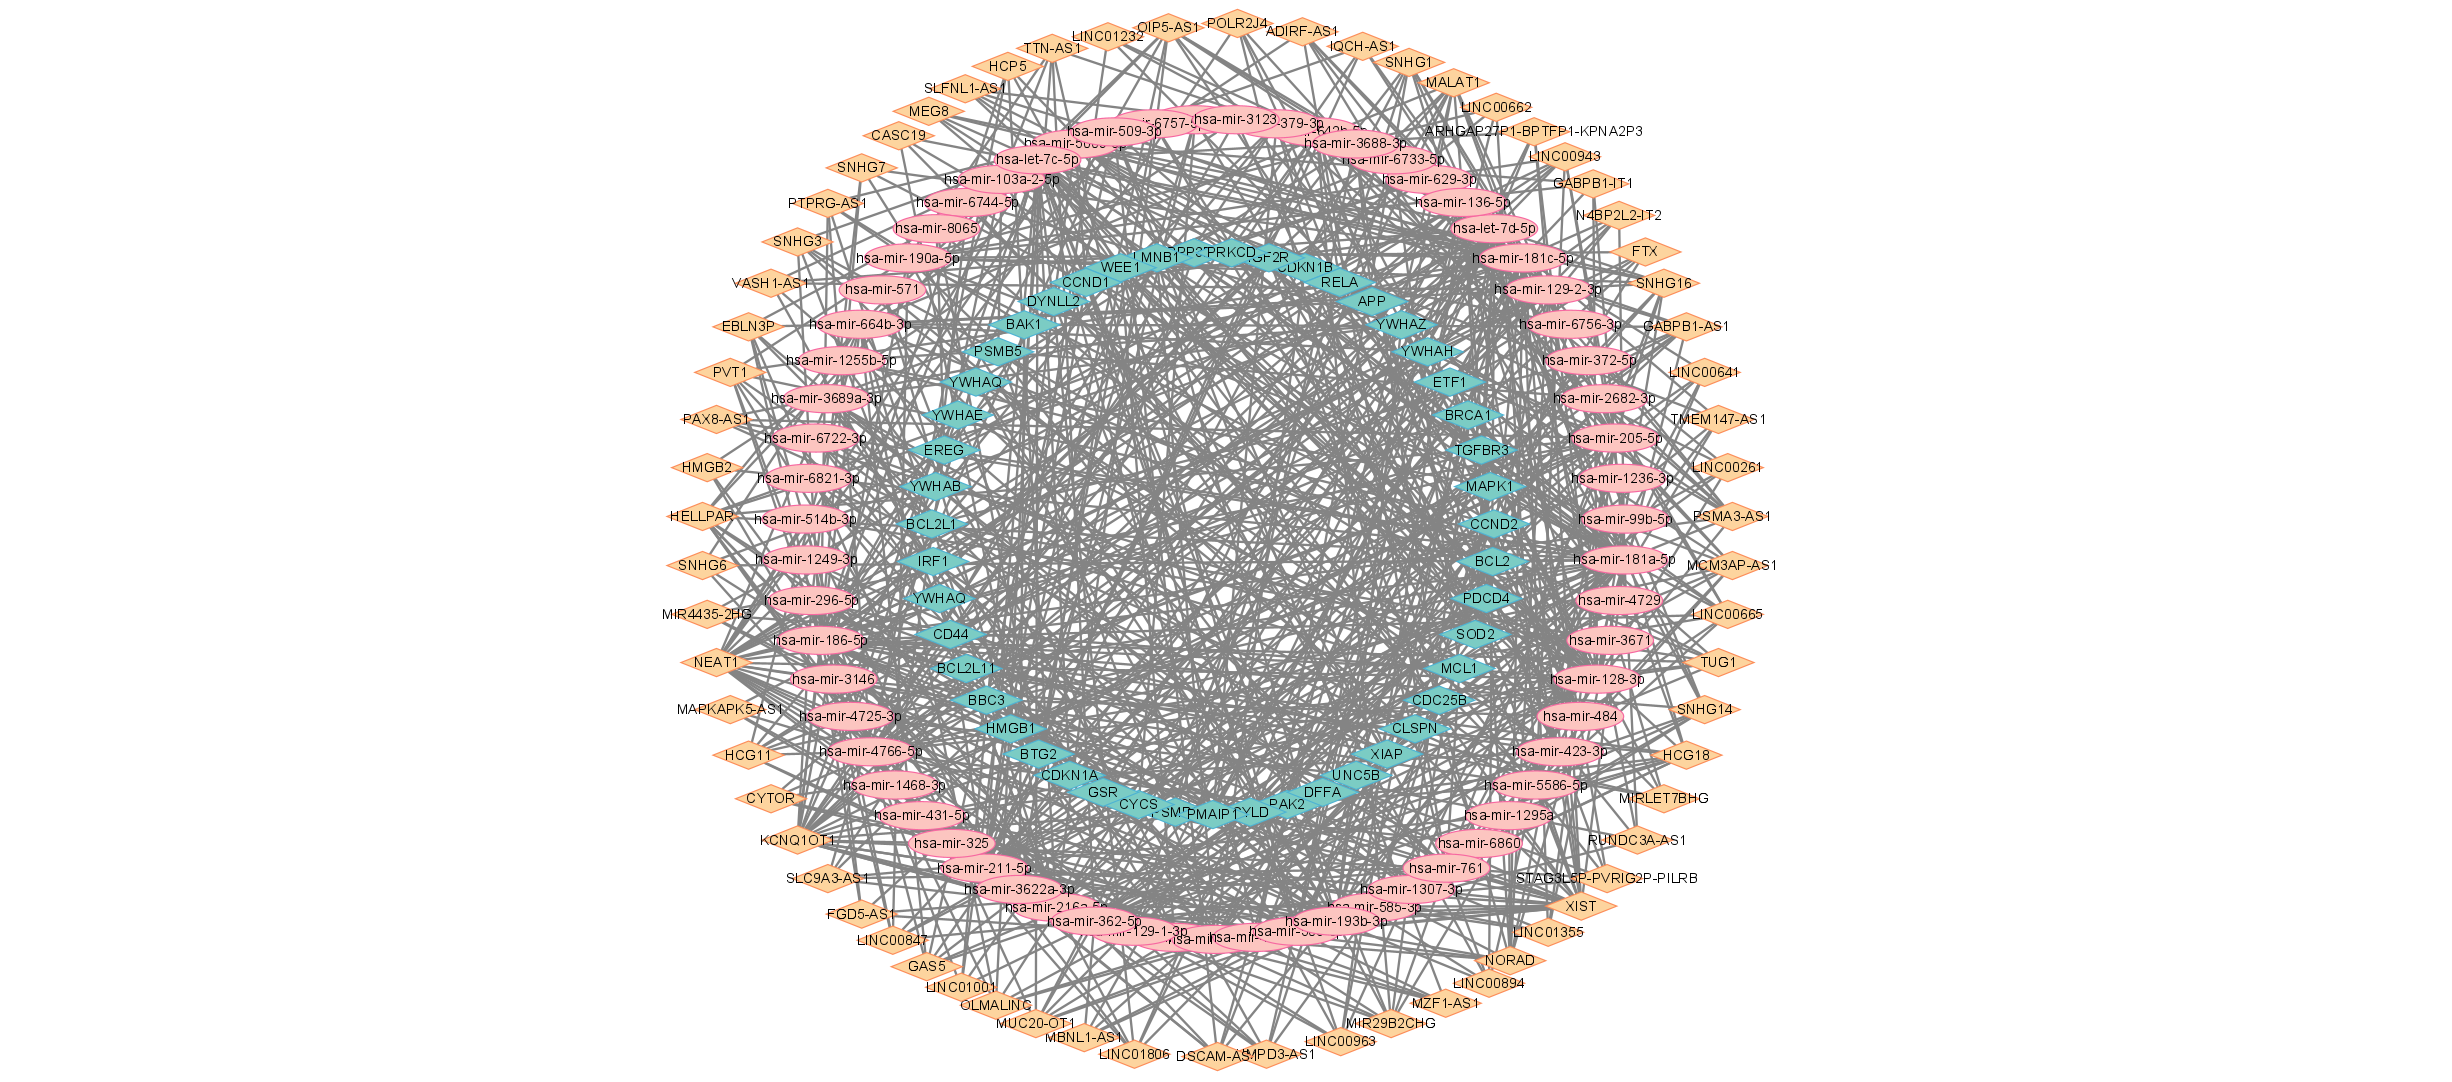 OIP5-AS1
POLR2J4
ADIRF-AS1
IQCH-AS1
SNHG1
MALAT1
LINC00662
ARHGAP27P1-BPTFP1-KPNA2P3
LINC00943
GABPB1-IT1
N4BP2L2-IT2
FTX
SNHG16
GABPB1-AS1
LINC00641
TMEM147-AS1
LINC00261
PSMA3-AS1
MCM3AP-AS1
LINC00665
TUG1
SNHG14
HCG18
MIRLET7BHG
RUNDC3A-AS1
STAG3L5P-PVRIG2P-PILRB
XIST
LINC01355
NORAD
LINC00894
MZF1-AS1
MIR29B2CHG
LINC00963
MPD3-AS1
DSCAM-AS
LINC01806
MBNL1-AS1
MUC20-OT1
OLMALINC
LINC01001
GAS5
LINC00847
FGD5-AS1
SLC9A3-AS1
KCNQ1OT1
CYTOR
HCG11
MAPKAPK5-AS1
NEAT1
MIR4435-2HG
SNHG6
HELLPAR
HMGB2
PAX8-AS1
PVT1
EBLN3P
VASH1-AS1
SNHG3
PTPRG-AS1
SNHG7
CASC19
MEG8
SLFNL1-AS1
HCP5
TTN-AS1
LINC01232
hsa-mir-3123
-379-3p
hsa-mir-3688-3p
hsa-mir-6733-5p
hsa-mir-629-3p
hsa-mir-136-5p
hsa-let-7d-5p
hsa-mir-181c-5p
hsa-mir-129-2-3p
hsa-mir-6756-3p
hsa-mir-372-5p
hsa-mir-2682-3p
hsa-mir-205-5p
hsa-mir-1236-3p
hsa-mir-99b-5p
hsa-mir-181a-5p
hsa-mir-4729
hsa-mir-3671
hsa-mir-128-3p
hsa-mir-484
hsa-mir-423-3p
hsa-mir-5586-5p
hsa-mir-1295a
hsa-mir-6860
hsa-mir-761
hsa-mir-1307-3p
hsa-mir-585-3p
hsa-mir-193b-3p
hsa-mir-
hsa-mir-
hsa-mir-
-129-1-3p
hsa-mir-362-5p
hsa-mir-216a-5p
hsa-mir-3622a-3p
hsa-mir-211-5p
hsa-mir-325
hsa-mir-431-5p
hsa-mir-1468-3p
hsa-mir-4766-5p
hsa-mir-4725-3p
hsa-mir-3146
hsa-mir-186-5p
hsa-mir-296-5p
hsa-mir-1249-3p
hsa-mir-514b-3p
hsa-mir-6821-3p
hsa-mir-6722-3p
hsa-mir-3689a-3p
hsa-mir-1255b-5p
hsa-mir-664b-3p
hsa-mir-571
hsa-mir-190a-5p
hsa-mir-8065
hsa-mir-6744-5p
hsa-mir-103a-2-5p
hsa-let-7c-5p
hsa-mir-509-3p
PRKCD
IGF2R
CDKN1B
RELA
APP
YWHAZ
YWHAH
ETF1
BRCA1
TGFBR3
MAPK1
CCND2
BCL2
PDCD4
SOD2
MCL1
CDC25B
CLSPN
XIAP
UNC5B
DFFA
PAK2
CYLD
PMAIP1
CYCS
GSR
CDKN1A
BTG2
HMGB1
BBC3
BCL2L11
CD44
YWHAQ
IRF1
BCL2L1
YWHAB
EREG
YWHAE
YWHAQ
PSMB5
BAK1
DYNLL2
CCND1
WEE1
LMNB1